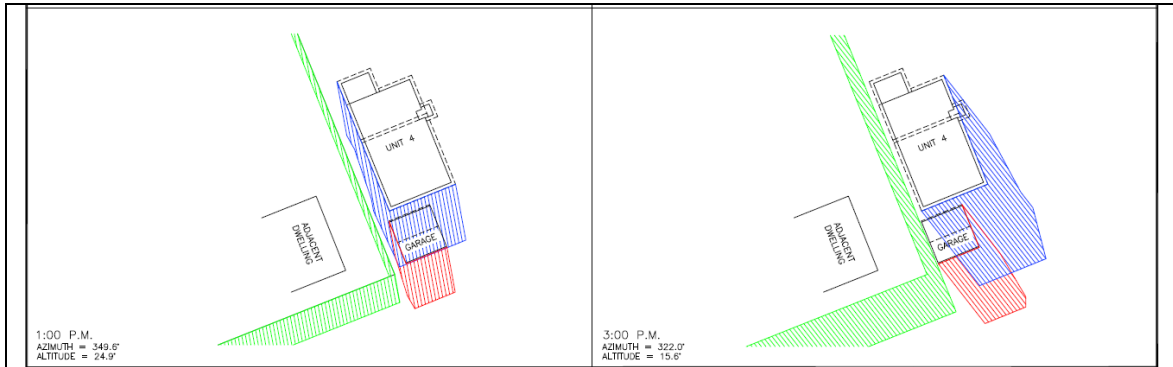 UNIT 4
ADJACENT
DWELLING
GARAGE
1:00 P.M.
AZIMUTH = 349.6°
ALTITUDE = 24.9°
UNIT 4
ADJACENT
DWELLING
GARAGE
3:00 P.M.
AZIMUTH = 322.0°
ALTITUDE = 15.6°